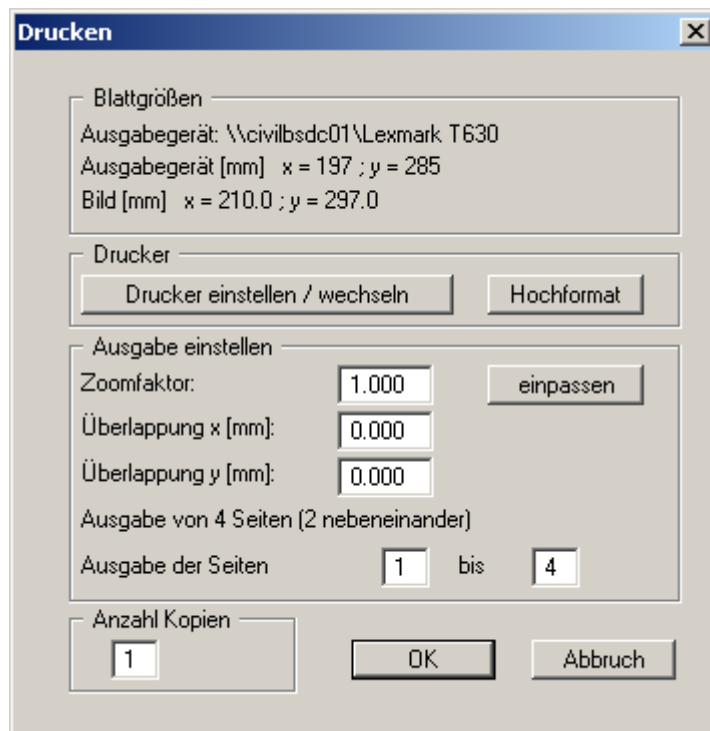 Drucken
Blattgrößen
Ausgabegerät: \\civilbsdc01\Lexmark T630
Ausgabegerät [mm]   x = 197 ; y = 285
Bild [mm]   x = 210.0 ; y = 297.0
Drucker
Drucker einstellen / wechseln   Hochformat
Ausgabe einstellen
Zoomfaktor:   1.000   einpassen
Überlappung x [mm]:   0.000
Überlappung y [mm]:   0.000
Ausgabe von 4 Seiten (2 nebeneinander)
Ausgabe der Seiten   1   bis   4
Anzahl Kopien
1   OK   Abbruch